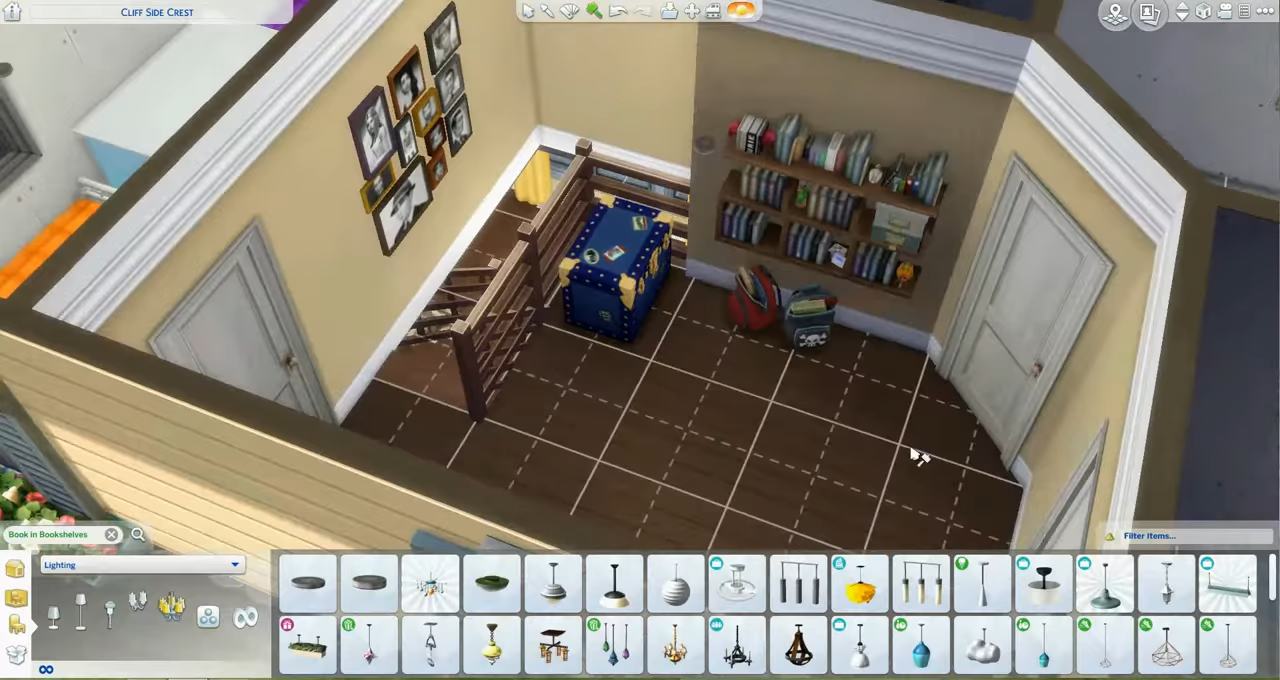 CLIFF SIDE CREST
Book in Bookshelves
Filter Items...
Lighting